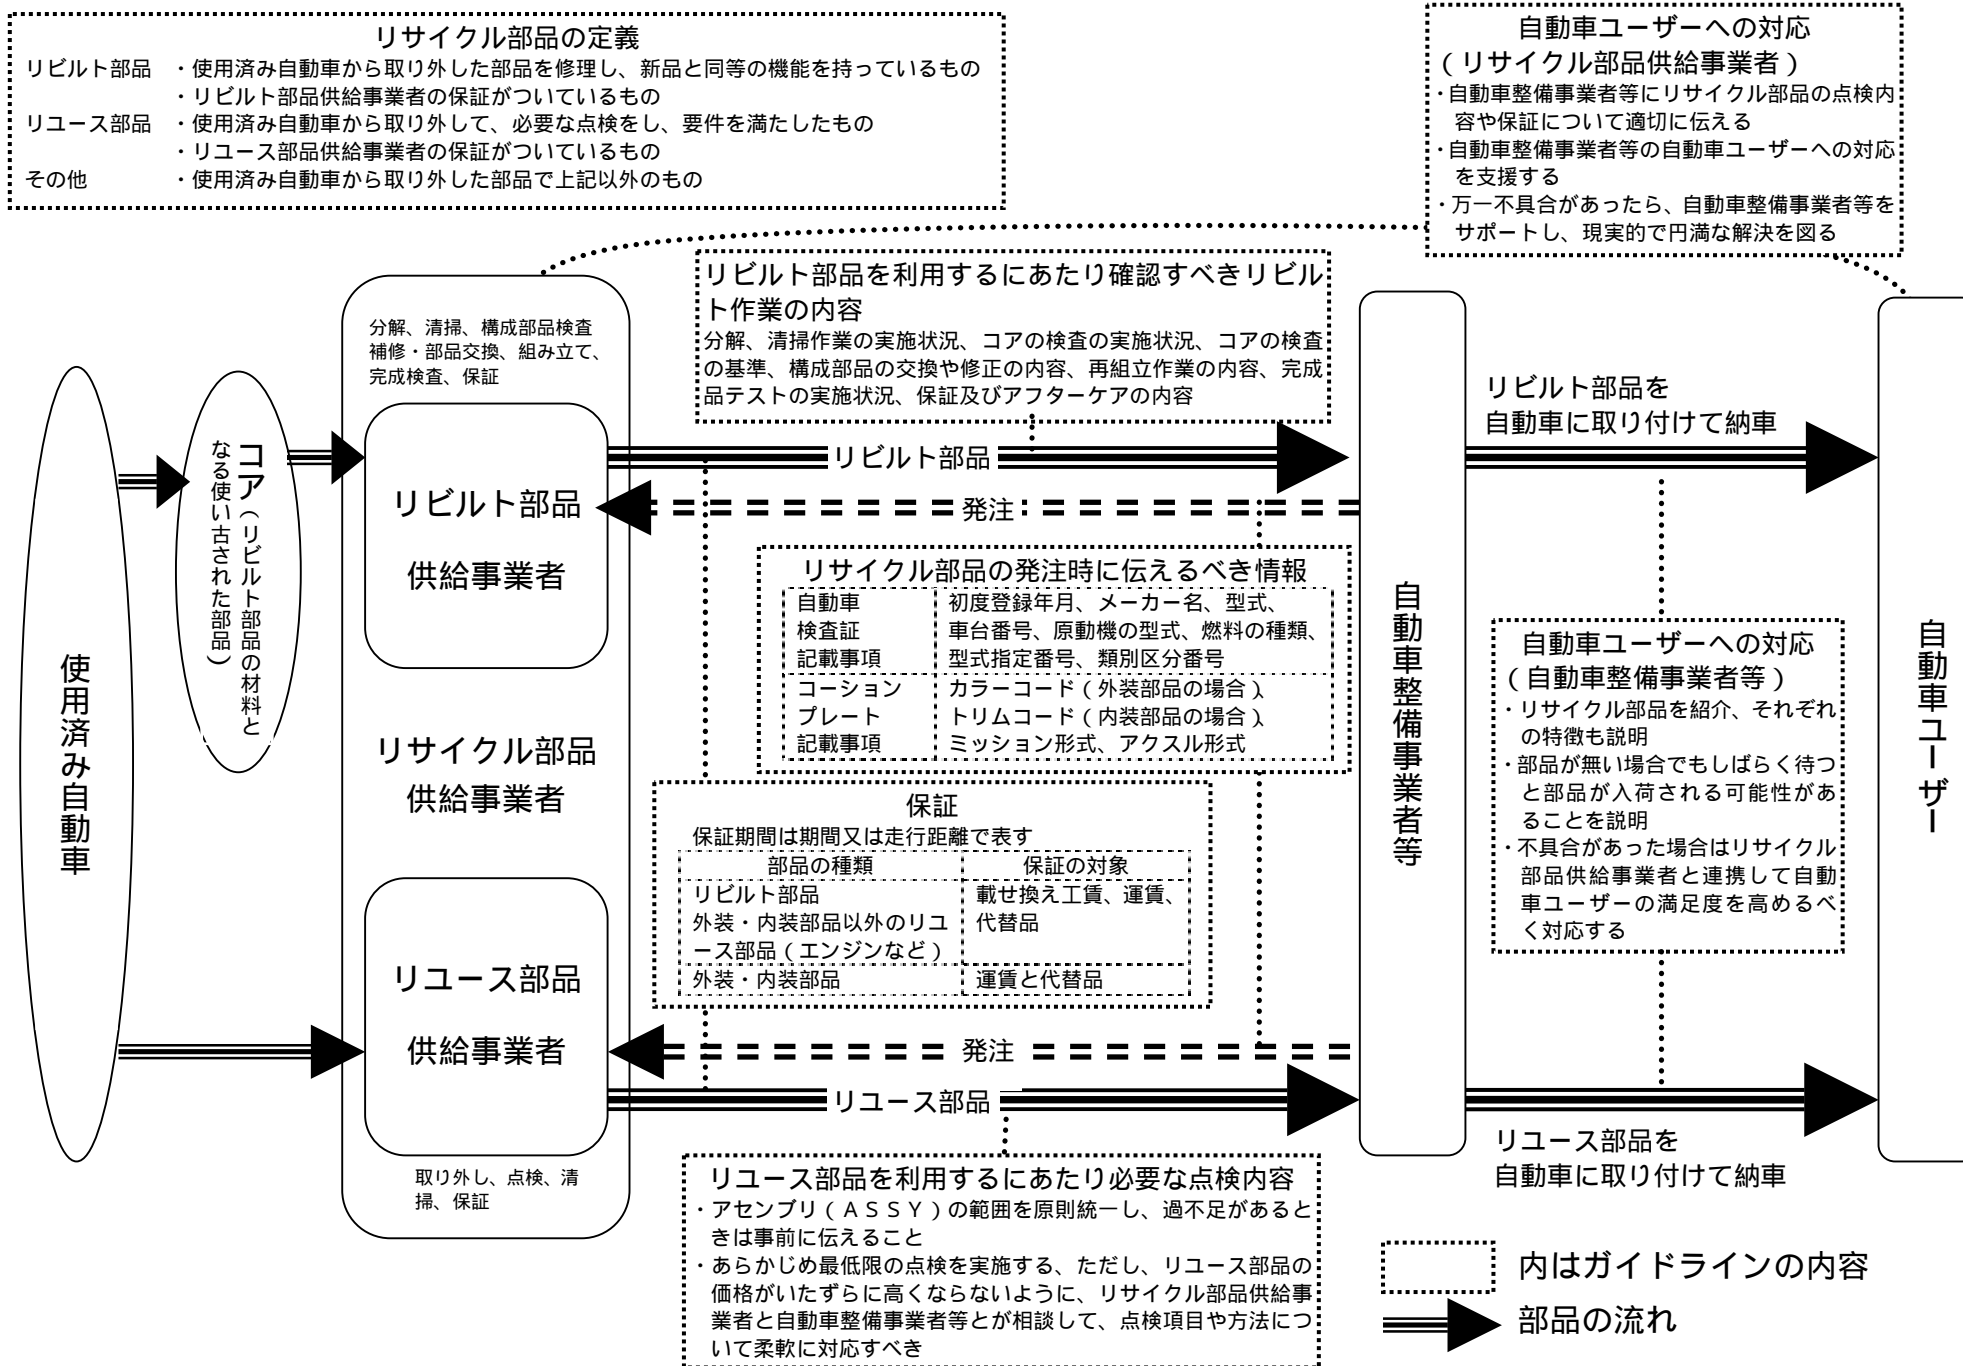 リサイクル部品の定義
リビルト部品 ・使用済み自動車から取り外した部品を修理し、新品と同等の機能を持っているもの
・リビルト部品供給事業者の保証がついているもの
リユース部品 ・使用済み自動車から取り外して、必要な点検をし、要件を満たしたもの
・リユース部品供給事業者の保証がついているもの
その他 ・使用済み自動車から取り外した部品で上記以外のもの
自動車ユーザーへの対応
(リサイクル部品供給事業者)
・自動車整備事業者等にリサイクル部品の点検内
容や保証について適切に伝える
・自動車整備事業者等の自動車ユーザーへの対応
を支援する
・万一不具合があったら、自動車整備事業者等を
サポートし、現実的で円満な解決を図る
使用済み自動車
コア(リビルト部品の材料と
なる使い古された部品)
分解、清掃、構成部品検査
補修・部品交換、組み立て、
完成検査、保証
リビルト部品
供給事業者
リサイクル部品
供給事業者
リユース部品
供給事業者
取り外し、点検、清
掃、保証
リビルト部品を利用するにあたり確認すべきリビル
ト作業の内容
分解、清掃作業の実施状況、コアの検査の実施状況、コアの検査
の基準、構成部品の交換や修正の内容、再組立作業の内容、完成
品テストの実施状況、保証及びアフターケアの内容
リビルト部品
発注
リサイクル部品の発注時に伝えるべき情報
自動車 初度登録年月、メーカー名、型式、
検査証 車台番号、原動機の型式、燃料の種類、
記載事項 型式指定番号、類別区分番号
コーション カラーコード(外装部品の場合)、
プレート トリムコード(内装部品の場合)、
記載事項 ミッション形式、アクスル形式
保証
保証期間は期間又は走行距離で表す
部品の種類 保証の対象
リビルト部品 載せ換え工賃、運賃、
外装・内装部品以外のリユ 代替品
ース部品(エンジンなど)
外装・内装部品 運賃と代替品
発注
リユース部品
リユース部品を利用するにあたり必要な点検内容
・アセンブリ(ASSY)の範囲を原則統一し、過不足があると
きは事前に伝えること
・あらかじめ最低限の点検を実施する、ただし、リユース部品の
価格がいたずらに高くならないように、リサイクル部品供給事
業者と自動車整備事業者等とが相談して、点検項目や方法につ
いて柔軟に対応すべき
自動車整備事業者等
リビルト部品を
自動車に取り付けて納車
自動車ユーザーへの対応
(自動車整備事業者等)
・リサイクル部品を紹介、それぞれ
の特徴も説明
・部品が無い場合でもしばらく待つ
と部品が入荷される可能性があ
ることを説明
・不具合があった場合はリサイクル
部品供給事業者と連携して自動
車ユーザーの満足度を高めるべ
く対応する
リユース部品を
自動車に取り付けて納車
自動車ユーザー
内はガイドラインの内容
部品の流れ